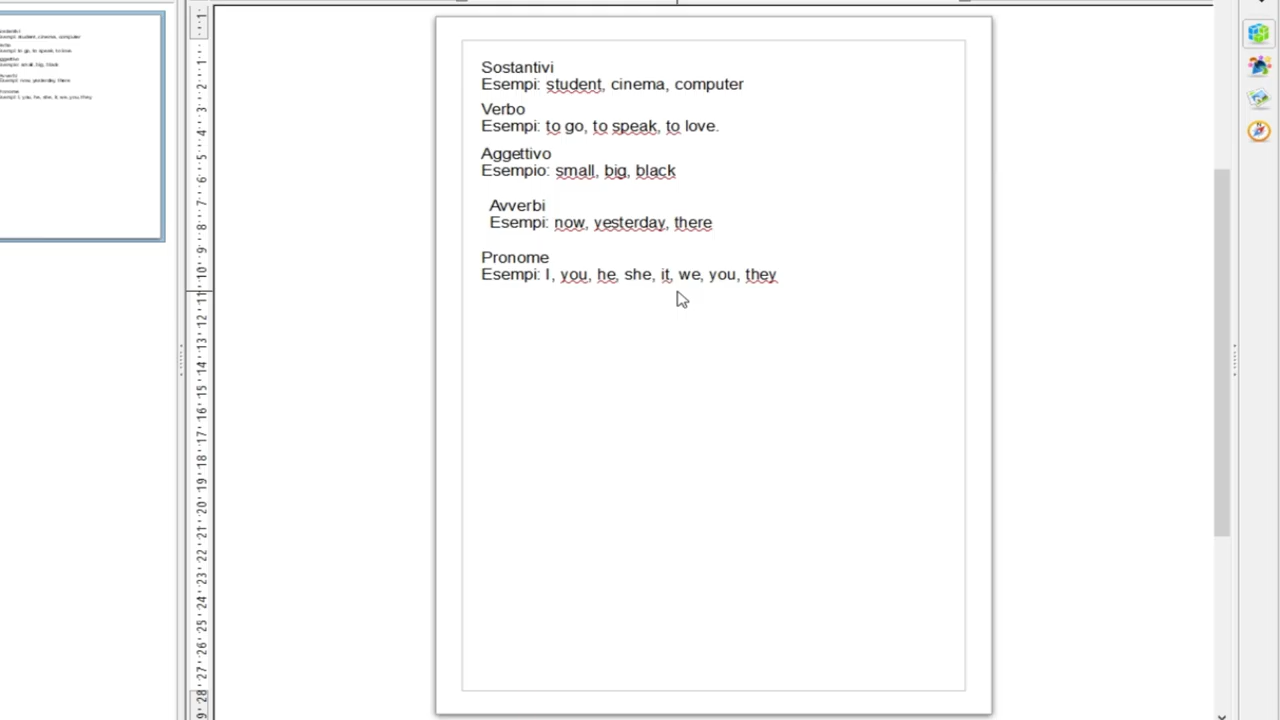 Sostantivi
Esempi: student, cinema, computer
Verbo
Esempi: to go, to speak, to love.
Aggettivo
Esempio: small, big, black
Avverbi
Esempi: now, yesterday, there
Pronome
Esempi: I, you, he, she, it, we, you, they